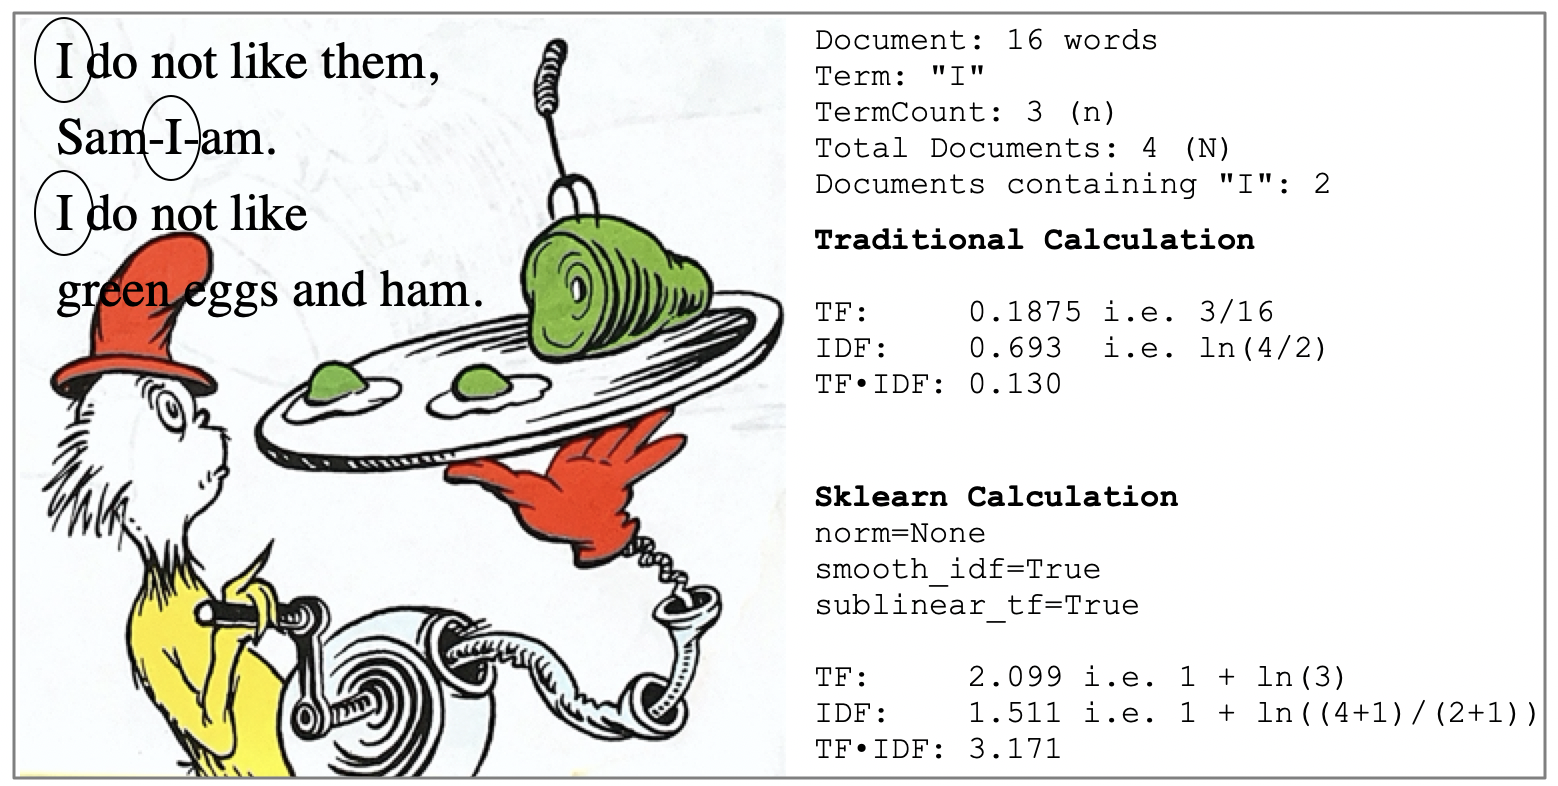 I do not like them,
Sam-I-am.
I do not like
green eggs and ham.
Document: 16 words
Term: "I"
TermCount: 3 (n)
Total Documents: 4 (N)
Documents containing "I": 2
Traditional Calculation
TF: 0.1875 i.e. 3/16
IDF: 0.693 i.e. ln(4/2)
TF•IDF: 0.130
Sklearn Calculation
norm=None
smooth_idf=True
sublinear_tf=True
TF: 2.099 i.e. 1 + ln(3)
IDF: 1.511 i.e. 1 + ln((4+1)/(2+1))
TF•IDF: 3.171